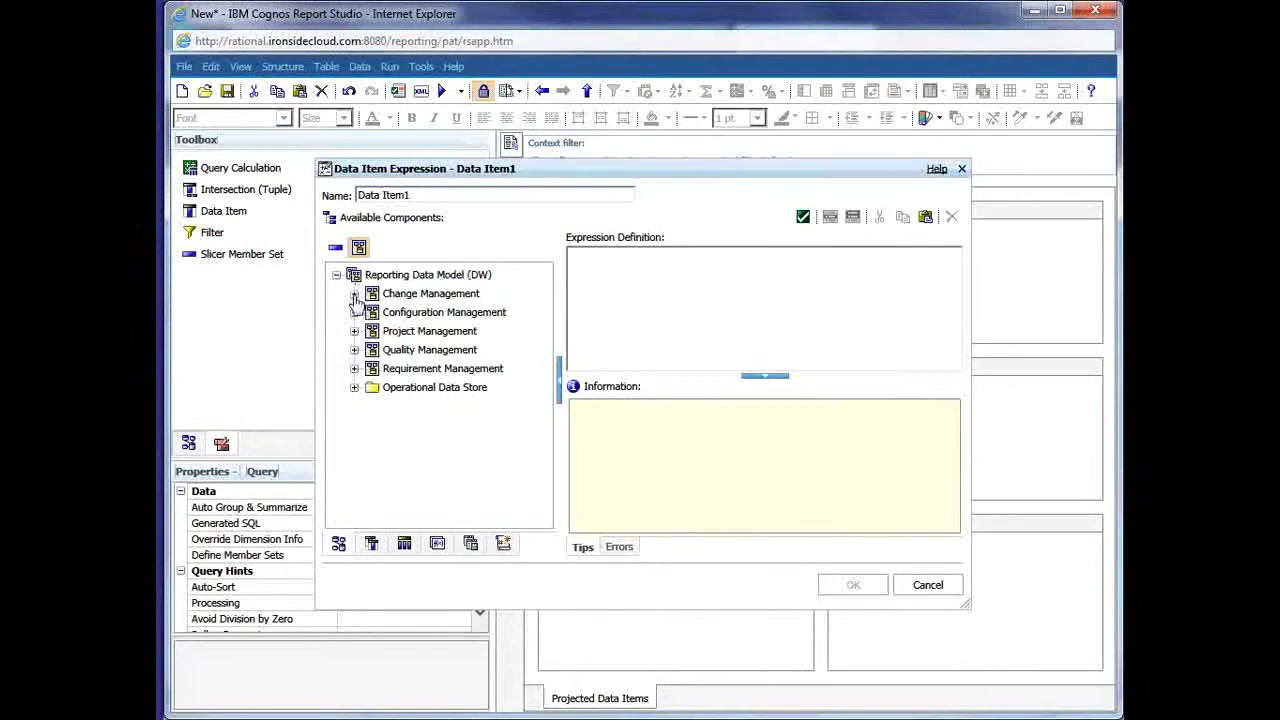 New* - IBM Cognos Report Studio - Internet Explorer
http://rational.ironsidecloud.com:8080/reporting/pat/rsapp.htm
File Edit View Structure Table Data Run Tools Help
Font Size 1 pt
Toolbox
Query Calculation
Intersection (Tuple)
Data Item
Filter
Slicer Member Set
Context filter:
Data Item Expression - Data Item1 Help
Name: Data Item1
Available Components:
Expression Definition:
Reporting Data Model (DW)
Change Management
Configuration Management
Project Management
Quality Management
Requirement Management
Operational Data Store
Information:
Tips Errors
OK Cancel
Properties - Query
Data
Auto Group & Summarize
Generated SQL
Override Dimension Info
Define Member Sets
Query Hints
Auto-Sort
Processing
Avoid Division by Zero
Projected Data Items